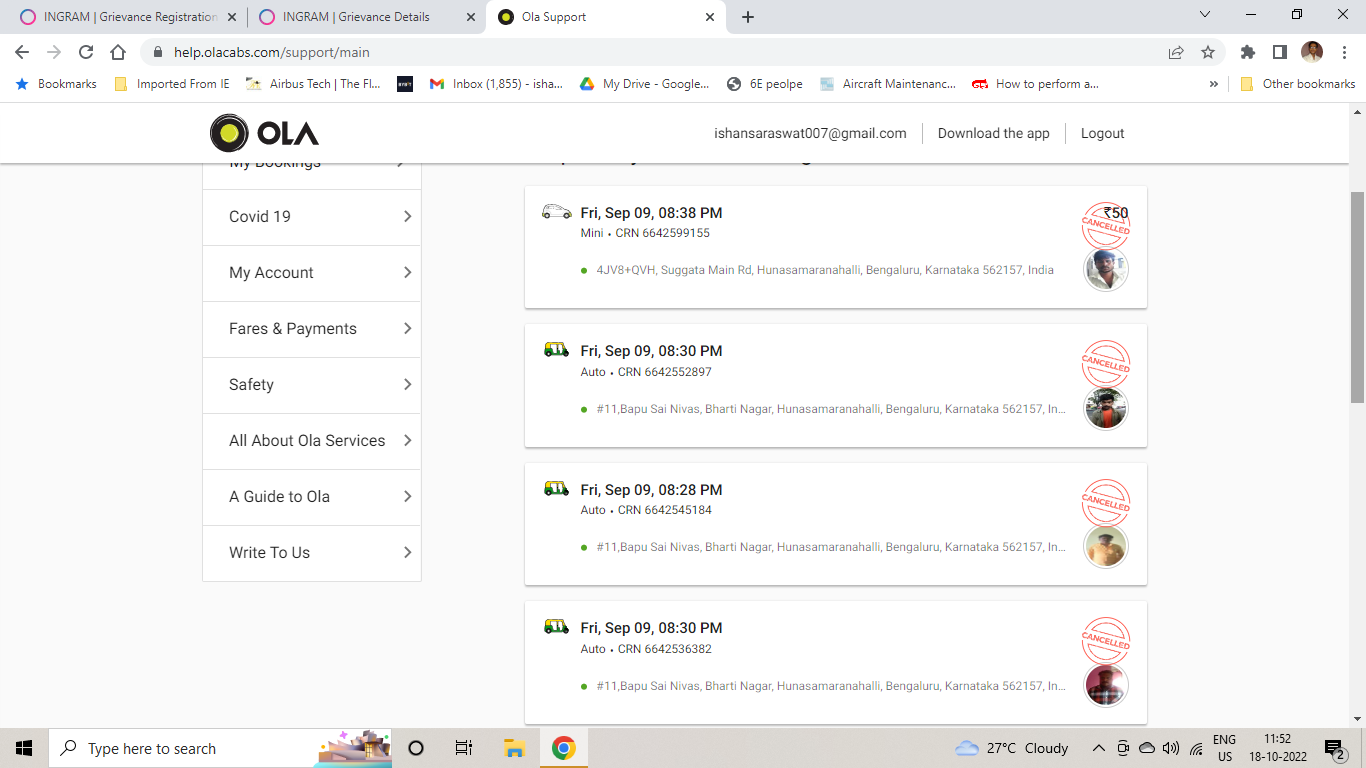 INGRAM | Grievance Registration
INGRAM | Grievance Details
Ola Support
help.olacabs.com/support/main
Bookmarks
Imported From IE
Airbus Tech | The Fl...
Inbox (1,855) - isha...
My Drive - Google...
6E peolpe
Aircraft Maintenanc...
How to perform a...
»
Other bookmarks
OLA
ishansaraswat007@gmail.com
Download the app
Logout
My Bookings
Covid 19
My Account
Fares & Payments
Safety
All About Ola Services
A Guide to Ola
Write To Us
Fri, Sep 09, 08:38 PM
₹50
Mini • CRN 6642599155
CANCELLED
4JV8+QVH, Suggata Main Rd, Hunasamaranahalli, Bengaluru, Karnataka 562157, India
Fri, Sep 09, 08:30 PM
Auto • CRN 6642552897
CANCELLED
#11,Bapu Sai Nivas, Bharti Nagar, Hunasamaranahalli, Bengaluru, Karnataka 562157, In...
Fri, Sep 09, 08:28 PM
Auto • CRN 6642545184
CANCELLED
#11,Bapu Sai Nivas, Bharti Nagar, Hunasamaranahalli, Bengaluru, Karnataka 562157, In...
Fri, Sep 09, 08:30 PM
Auto • CRN 6642536382
CANCELLED
#11,Bapu Sai Nivas, Bharti Nagar, Hunasamaranahalli, Bengaluru, Karnataka 562157, In...
Type here to search
27°C Cloudy
ENG
US
11:52
18-10-2022
2